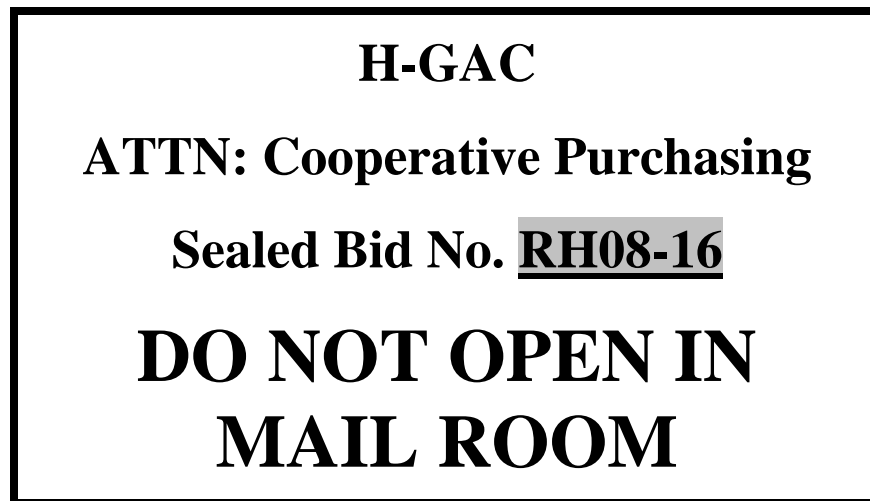 H-GAC
ATTN: Cooperative Purchasing
Sealed Bid No. RH08-16
DO NOT OPEN IN
MAIL ROOM